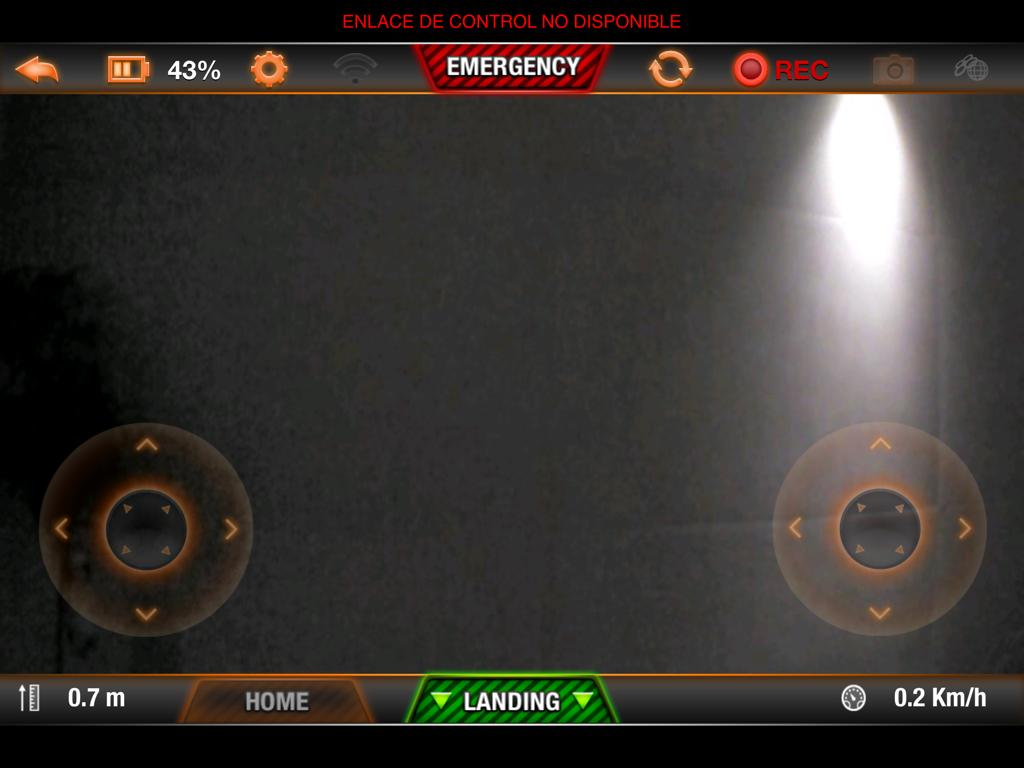 ENLACE DE CONTROL NO DISPONIBLE
43%
EMERGENCY
REC
0.7 m
HOME
LANDING
0.2 Km/h